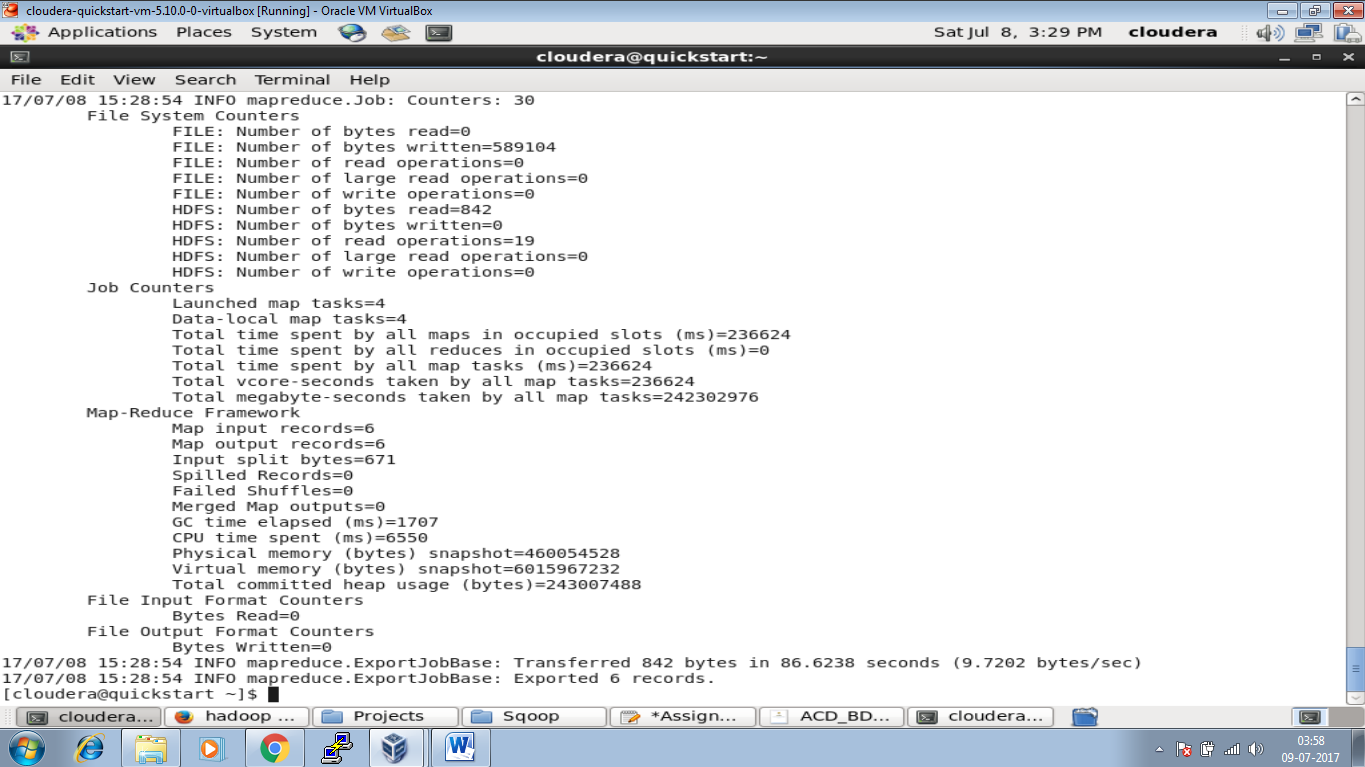 cloudera-quickstart-vm-5.10.0-0-virtualbox [Running] - Oracle VM VirtualBox
Applications Places System Sat Jul 8, 3:29 PM cloudera
cloudera@quickstart:~
File Edit View Search Terminal Help
17/07/08 15:28:54 INFO mapreduce.Job: Counters: 30
File System Counters
FILE: Number of bytes read=0
FILE: Number of bytes written=589104
FILE: Number of read operations=0
FILE: Number of large read operations=0
FILE: Number of write operations=0
HDFS: Number of bytes read=842
HDFS: Number of bytes written=0
HDFS: Number of read operations=19
HDFS: Number of large read operations=0
HDFS: Number of write operations=0
Job Counters
Launched map tasks=4
Data-local map tasks=4
Total time spent by all maps in occupied slots (ms)=236624
Total time spent by all reduces in occupied slots (ms)=0
Total time spent by all map tasks (ms)=236624
Total vcore-seconds taken by all map tasks=236624
Total megabyte-seconds taken by all map tasks=242302976
Map-Reduce Framework
Map input records=6
Map output records=6
Input split bytes=671
Spilled Records=0
Failed Shuffles=0
Merged Map outputs=0
GC time elapsed (ms)=1707
CPU time spent (ms)=6550
Physical memory (bytes) snapshot=460054528
Virtual memory (bytes) snapshot=6015967232
Total committed heap usage (bytes)=243007488
File Input Format Counters
Bytes Read=0
File Output Format Counters
Bytes Written=0
17/07/08 15:28:54 INFO mapreduce.ExportJobBase: Transferred 842 bytes in 86.6238 seconds (9.7202 bytes/sec)
17/07/08 15:28:54 INFO mapreduce.ExportJobBase: Exported 6 records.
[cloudera@quickstart ~]$
cloudera... hadoop ... Projects Sqoop *Assign... ACD_BD... cloudera...
03:58
09-07-2017